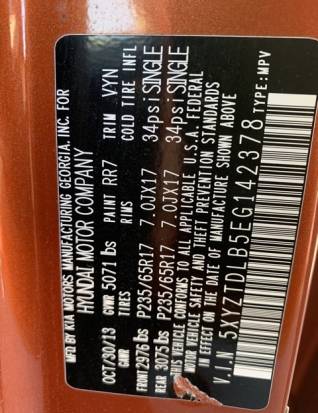 MFD. BY KIA MOTORS MANUFACTURING GEORGIA. INC. FOR
HYUNDAI MOTOR COMPANY
OCT/30/13 GVWR 5071 lbs PAINT RR7 TRIM VYN
GAWR TIRES RIMS COLD TIRE INFL
FRONT 2976 lbs P235/65R17 7.0JX17 34psi SINGLE
REAR 3075 lbs P235/65R17 7.0JX17 34psi SINGLE
THIS VEHICLE CONFORMS TO ALL APPLICABLE U.S.A. FEDERAL
MOTOR VEHICLE SAFETY AND THEFT PREVENTION STANDARDS
IN EFFECT ON THE DATE OF MANUFACTURE SHOWN ABOVE
V.I.N 5XYZTDLB5EG142378 TYPE:MPV